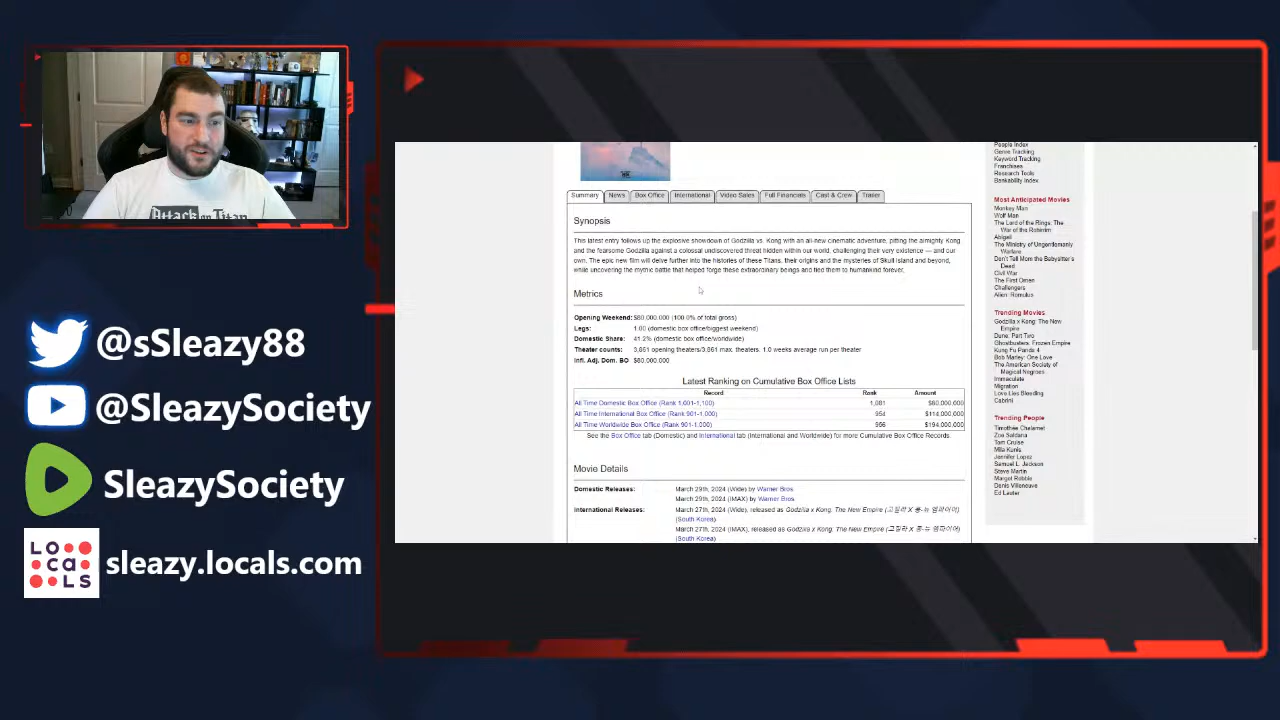 Attack on Titan
@sSleazy88
@SleazySociety
SleazySociety
LOcaLS
sleazy.locals.com
Summary
News
Box Office
International
Video Sales
Full Financials
Cast & Crew
Trailer
Synopsis
This latest entry follows up the explosive showdown of Godzilla vs. Kong with an all-new cinematic adventure, pitting the almighty Kong
and the fearsome Godzilla against a colossal undiscovered threat hidden within our world, challenging their very existence — and our
own. The epic new film will delve further into the histories of these Titans, their origins and the mysteries of Skull Island and beyond,
while uncovering the mythic battle that helped forge these extraordinary beings and tied them to humankind forever.
Metrics
Opening Weekend: $80,000,000 (100.0% of total gross)
Legs: 1.00 (domestic box office/biggest weekend)
Domestic Share: 41.2% (domestic box office/worldwide)
Theater counts: 3,861 opening theaters/3,861 max. theaters, 1.0 weeks average run per theater
Infl. Adj. Dom. BO $80,000,000
Latest Ranking on Cumulative Box Office Lists
Record Rank Amount
All Time Domestic Box Office (Rank 1,001-1,100) 1,081 $80,000,000
All Time International Box Office (Rank 901-1,000) 954 $114,000,000
All Time Worldwide Box Office (Rank 901-1,000) 956 $194,000,000
See the Box Office tab (Domestic) and International tab (International and Worldwide) for more Cumulative Box Office Records.
Movie Details
Domestic Releases: March 29th, 2024 (Wide) by Warner Bros.
March 29th, 2024 (IMAX) by Warner Bros.
International Releases: March 27th, 2024 (Wide), released as Godzilla x Kong: The New Empire (고질라 X 콩: 뉴 엠파이어)
(South Korea)
March 27th, 2024 (IMAX), released as Godzilla x Kong: The New Empire (고질라 X 콩: 뉴 엠파이어)
(South Korea)
People Index
Genre Tracking
Keyword Tracking
Franchises
Research Tools
Bankability Index
Most Anticipated Movies
Monkey Man
Wolf Man
The Lord of the Rings: The
War of the Rohirrim
Abigail
The Ministry of Ungentlemanly
Warfare
Don't Tell Mom the Babysitter's
Dead
Civil War
The First Omen
Challengers
Alien: Romulus
Trending Movies
Godzilla x Kong: The New
Empire
Dune: Part Two
Ghostbusters: Frozen Empire
Kung Fu Panda 4
Bob Marley: One Love
The American Society of
Magical Negroes
Immaculate
Migration
Love Lies Bleeding
Cabrini
Trending People
Timothée Chalamet
Zoe Saldana
Tom Cruise
Mila Kunis
Jennifer Lopez
Samuel L. Jackson
Steve Martin
Margot Robbie
Denis Villeneuve
Ed Lauter